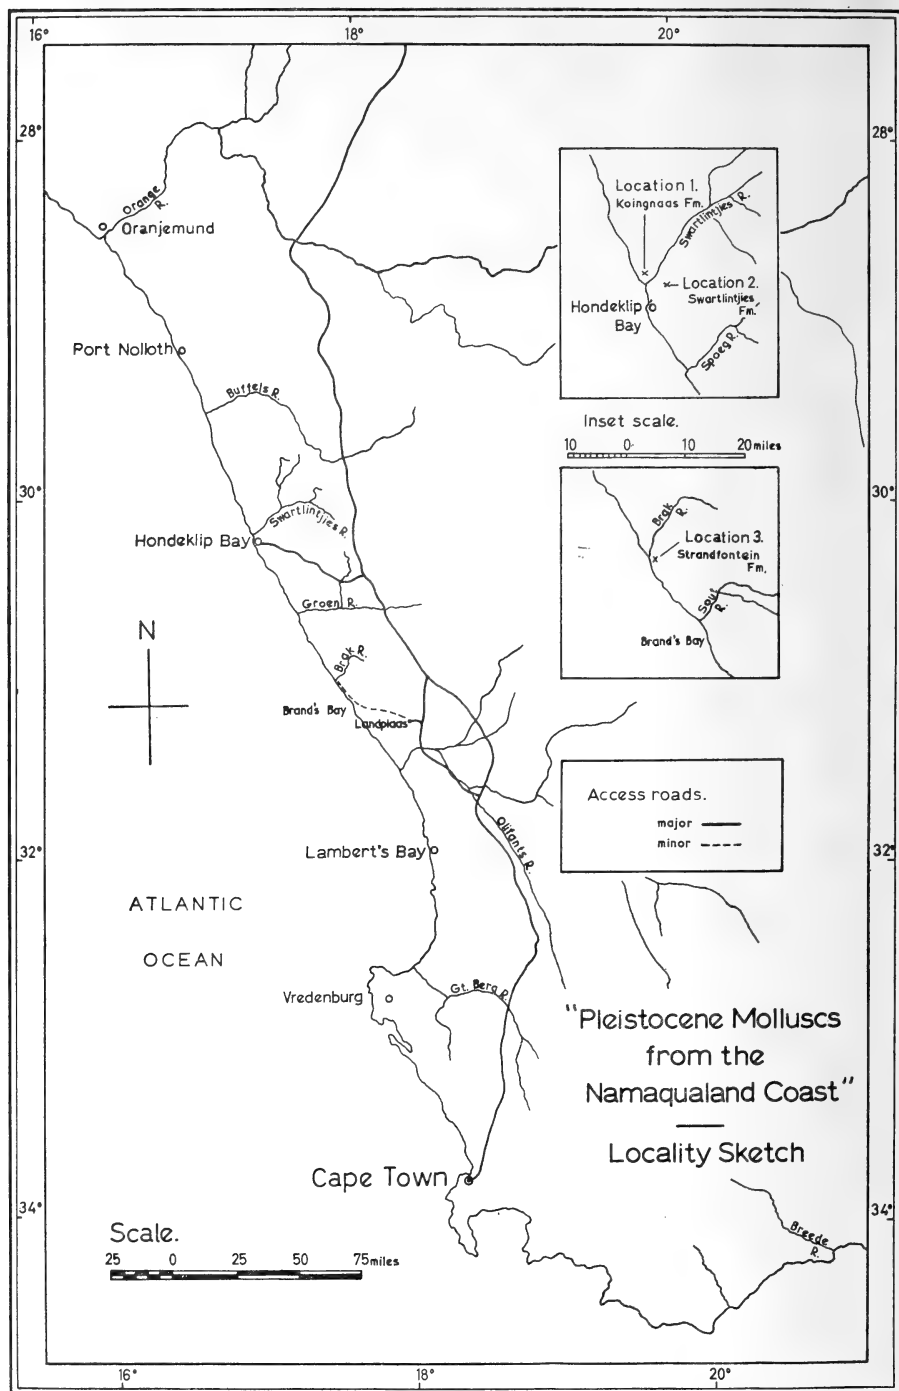 16°
18°
20°
28°
28°
Orange
R.
Oranjemund
Location 1.
Koingnaas Fm.
Swartlintjies R.
Location 2.
Swartlintjies
Fm.
Hondeklip
Bay
Spoeg R.
Port Nolloth
Buffels R.
Inset scale.
10 0 10 20 miles
30°
30°
Swartlintjies R.
Hondeklip Bay
Brak
R.
Location 3.
Strandfontein
Fm.
Sout
R.
Brand's Bay
Groen R.
N
Brak R.
Brand's Bay
Landplaas
Access roads.
major
minor
Olifants R.
Lambert's Bay
32°
32°
ATLANTIC
OCEAN
Vredenburg
Gt. Berg R.
"Pleistocene Molluscs
from the
Namaqualand Coast"
Locality Sketch
Cape Town
34°
34°
Breede
R.
Scale.
25 0 25 50 75 miles
16°
18°
20°